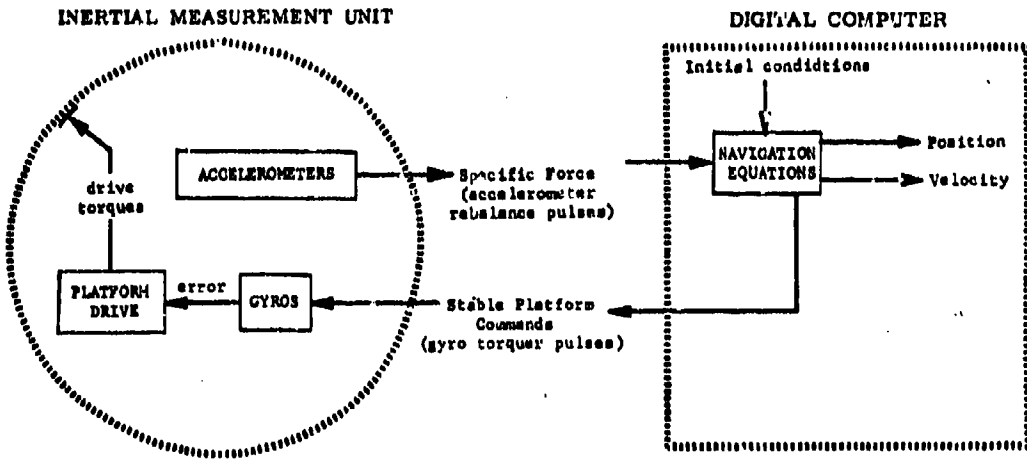 INERTIAL MEASUREMENT UNIT
DIGITAL COMPUTER
Initial condidtions
ACCELEROMETERS
Specific Force
(accelerometer
rebalance pulses)
NAVIGATION
EQUATIONS
Position
Velocity
drive
torques
PLATFORM
DRIVE
error
GYROS
Stable Platform
Commands
(gyro torquer pulses)